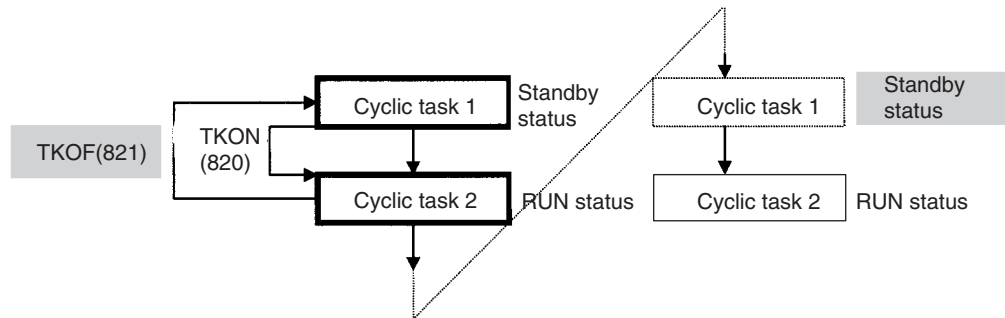 Cyclic task 1
Standby
status
TKOF(821)
TKON
(820)
Cyclic task 2
RUN status
Cyclic task 1
Standby
status
Cyclic task 2
RUN status